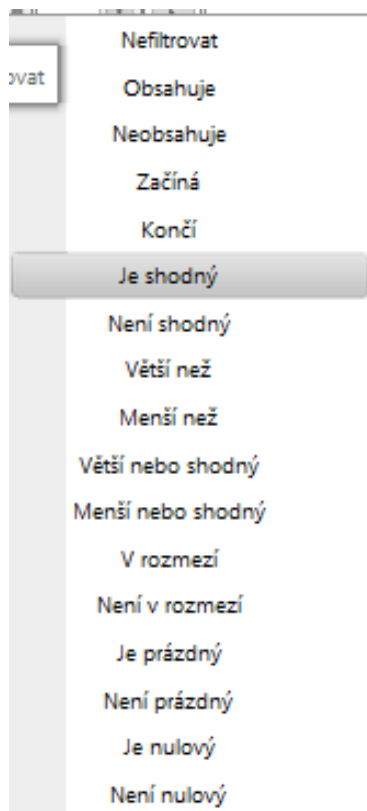 Nefiltrovat
ovat
Obsahuje
Neobsahuje
Začíná
Končí
Je shodný
Není shodný
Větší než
Menší než
Větší nebo shodný
Menší nebo shodný
V rozmezí
Není v rozmezí
Je prázdný
Není prázdný
Je nulový
Není nulový